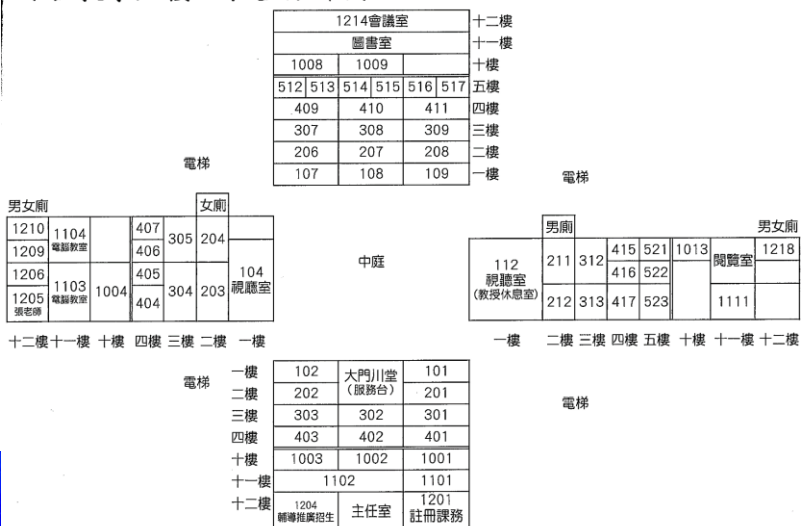 1214會議室 十二樓
圖書室 十一樓
1008 1009 十樓
512 513 514 515 516 517 五樓
409 410 411 四樓
307 308 309 三樓
206 207 208 二樓
107 108 109 一樓
電梯
電梯
男女廁 女廁
1210 1104 電腦教室 407 305 204
1209 406
1206 1103 電腦教室 1004 405 304 203 104 視聽室
1205 張老師 404
十二樓 十一樓 十樓 四樓 三樓 二樓 一樓
中庭
男廁 男女廁
112 視聽室 (教授休息室) 211 312 415 521 1013 閱覽室 1218
416 522
212 313 417 523 1111
一樓 二樓 三樓 四樓 五樓 十樓 十一樓 十二樓
電梯
電梯
一樓 102 大門川堂 (服務台) 101
二樓 202 201
三樓 303 302 301
四樓 403 402 401
十樓 1003 1002 1001
十一樓 1102 1101
十二樓 1204 輔導推廣招生 主任室 1201 註冊課務